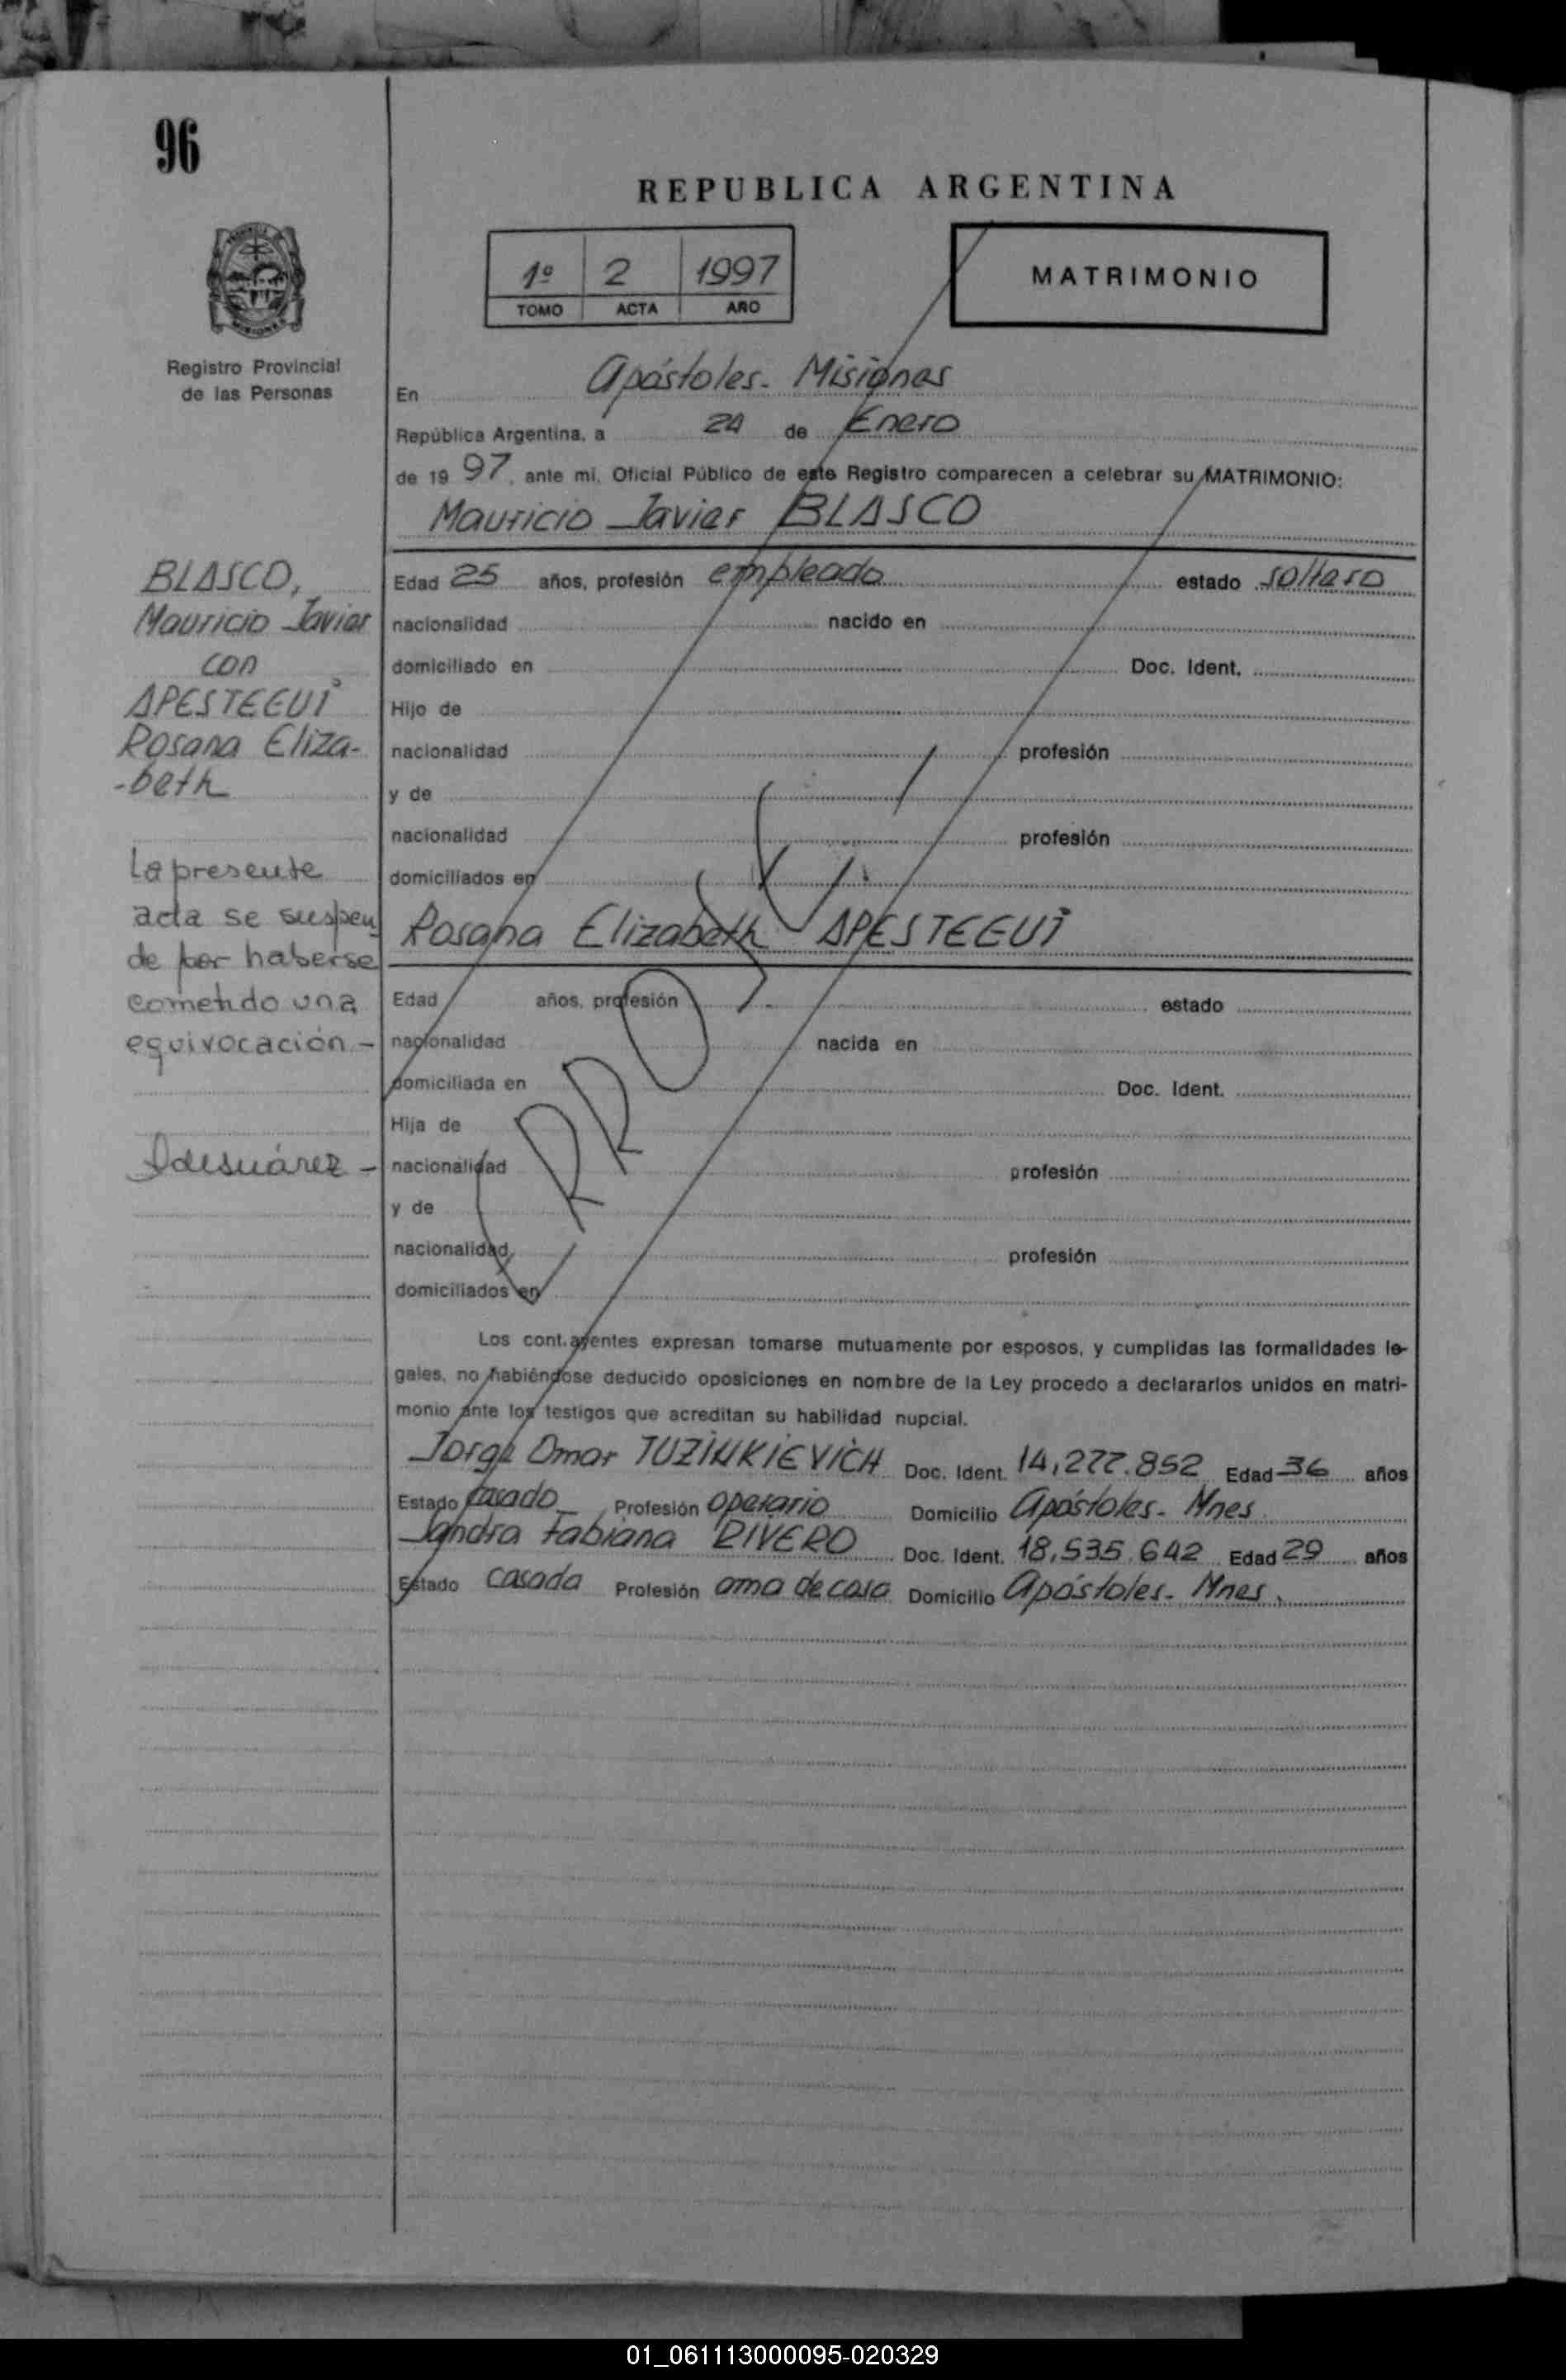 96
REPUBLICA ARGENTINA
1º 2 1997
TOMO ACTA AÑO
MATRIMONIO
Registro Provincial
de las Personas
En Apóstoles- Misiones
República Argentina, a 24 de Enero
de 19 97, ante mi, Oficial Público de este Registro comparecen a celebrar su MATRIMONIO:
Mauricio Javier BLASCO
BLASCO,
Mauricio Javier
con
APESTEGUI
Rosana Eliza-
-beth
La presente
acta se suspen
de por haberse
cometido una
equivocación.-
Edad 25 años, profesión empleado estado soltero
nacionalidad nacido en
domiciliado en Doc. Ident.
Hijo de
nacionalidad profesión
y de
nacionalidad profesión
domiciliados en
Rosana Elizabeth APESTEGUI
Edad años, profesión estado
nacionalidad nacida en
domiciliada en Doc. Ident.
Hija de
nacionalidad profesión
y de
nacionalidad profesión
domiciliados en
Los contrayentes expresan tomarse mutuamente por esposos, y cumplidas las formalidades le-
gales, no habiéndose deducido oposiciones en nombre de la Ley procedo a declararlos unidos en matri-
monio ante los testigos que acreditan su habilidad nupcial.
Jorge Omar TUZINKIEVICH Doc. Ident. 14,277.852 Edad 36 años
Estado casado Profesión operario Domicilio Apóstoles- Mnes
Sandra Fabiana RIVERO Doc. Ident. 18,535.642 Edad 29 años
Estado casada Profesión ama de casa Domicilio Apóstoles- Mnes.
01_061113000095-020329